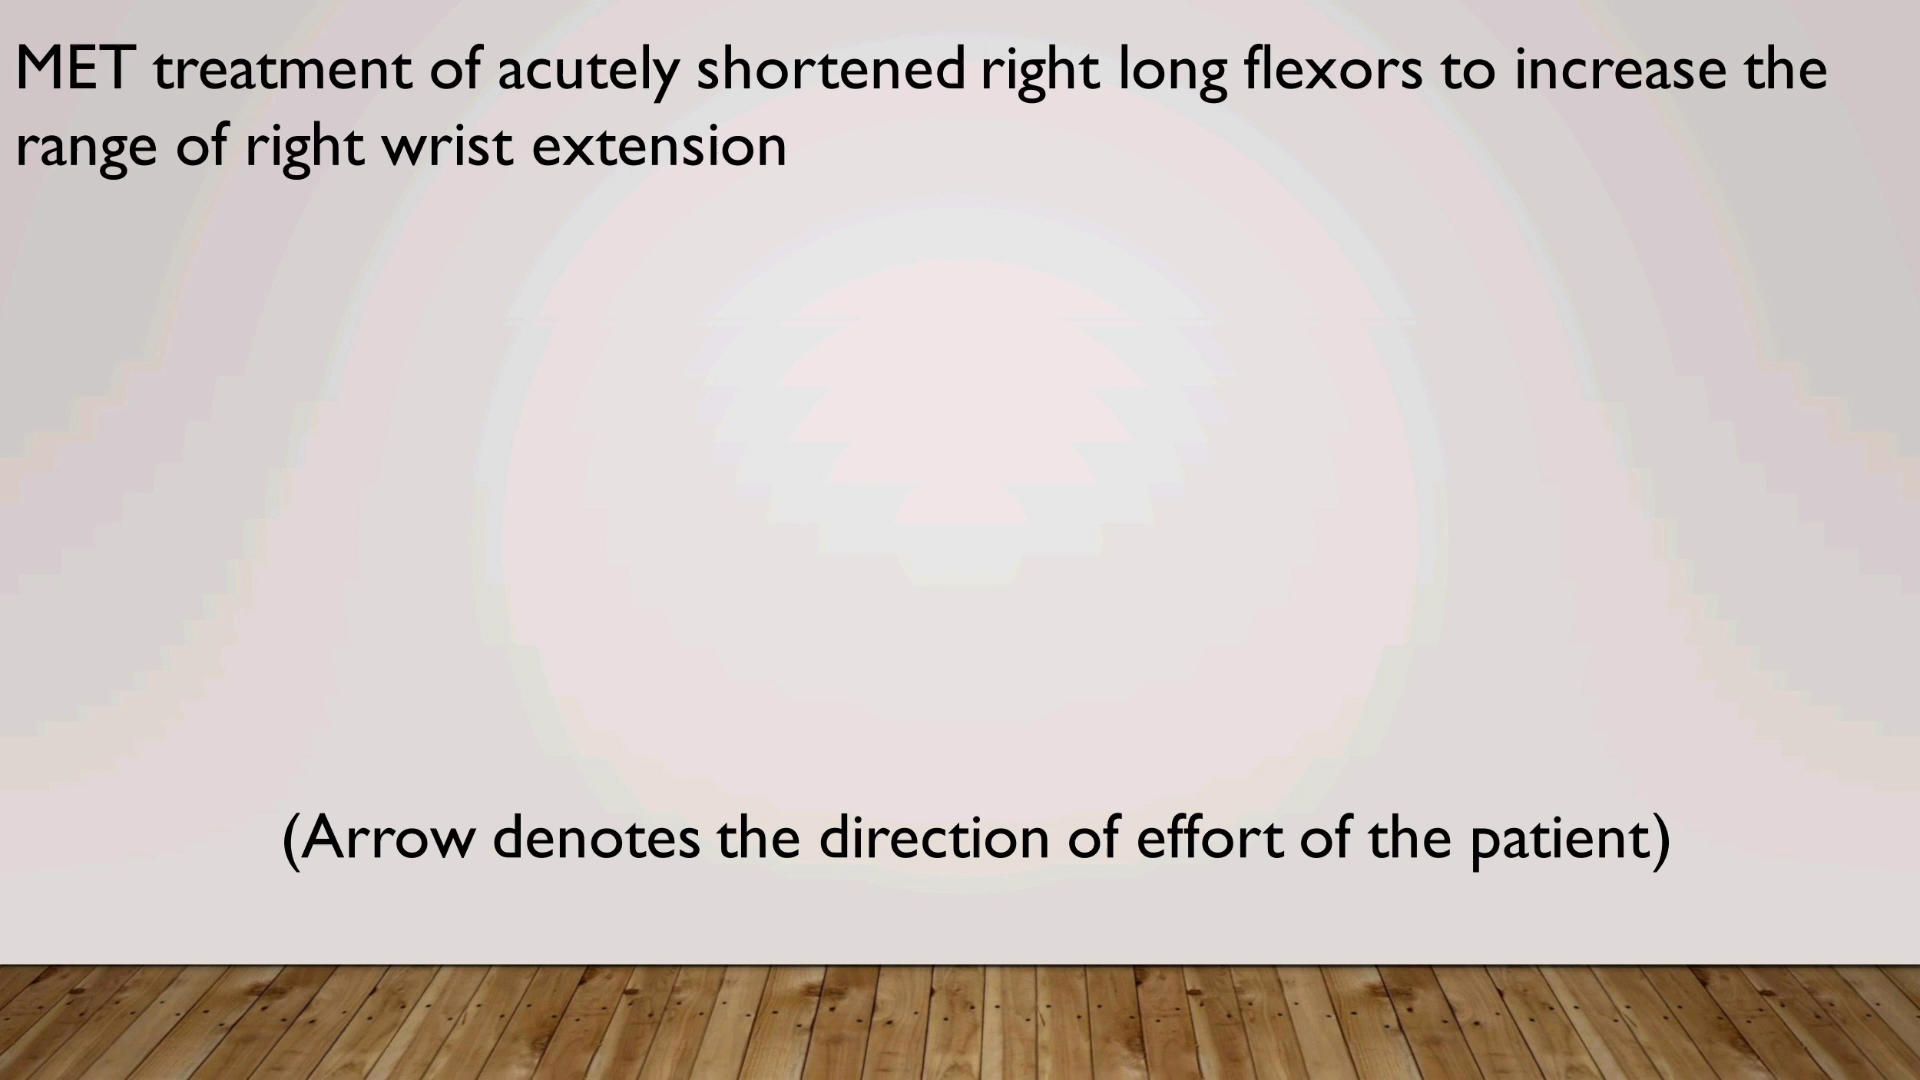 MET treatment of acutely shortened right long flexors to increase the
range of right wrist extension
(Arrow denotes the direction of effort of the patient)